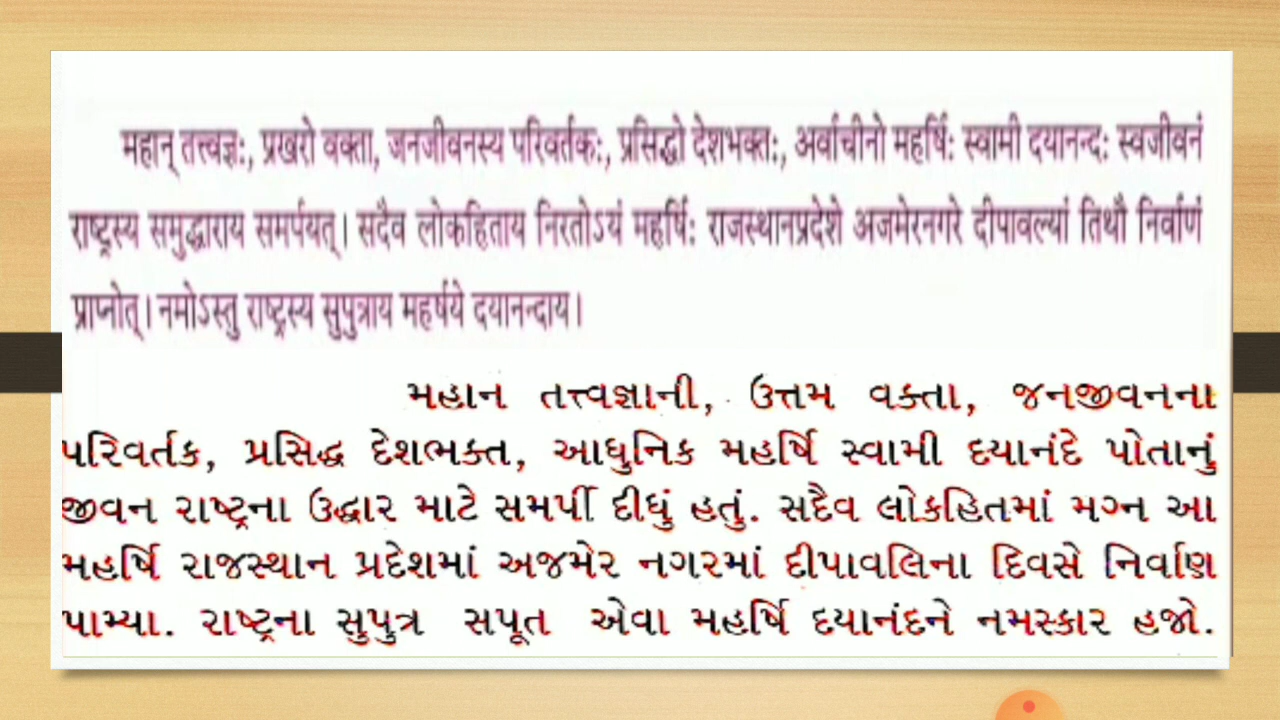 महान् तत्त्वज्ञः, प्रखरो वक्ता, जनजीवनस्य परिवर्तकः, प्रसिद्धो देशभक्तः, अर्वाचीनो महर्षिः स्वामी दयानन्दः स्वजीवनं
राष्ट्रस्य समुद्धाराय समर्पयत्। सदैव लोकहिताय निरतोऽयं महर्षिः राजस्थानप्रदेशे अजमेरनगरे दीपावल्यां तिथौ निर्वाणं
प्राप्नोत्। नमोऽस्तु राष्ट्रस्य सुपुत्राय महर्षये दयानन्दाय।
મહાન તત્ત્વજ્ઞાની, ઉત્તમ વક્તા, જનજીવનના
પરિવર્તક, પ્રસિદ્ધ દેશભક્ત, આધુનિક મહર્ષિ સ્વામી દયાનંદે પોતાનું
જીવન રાષ્ટ્રના ઉદ્ધાર માટે સમર્પી દીધું હતું. સદૈવ લોકહિતમાં મગ્ન આ
મહર્ષિ રાજસ્થાન પ્રદેશમાં અજમેર નગરમાં દીપાવલિના દિવસે નિર્વાણ
પામ્યા. રાષ્ટ્રના સુપુત્ર સપૂત એવા મહર્ષિ દયાનંદને નમસ્કાર હજો.